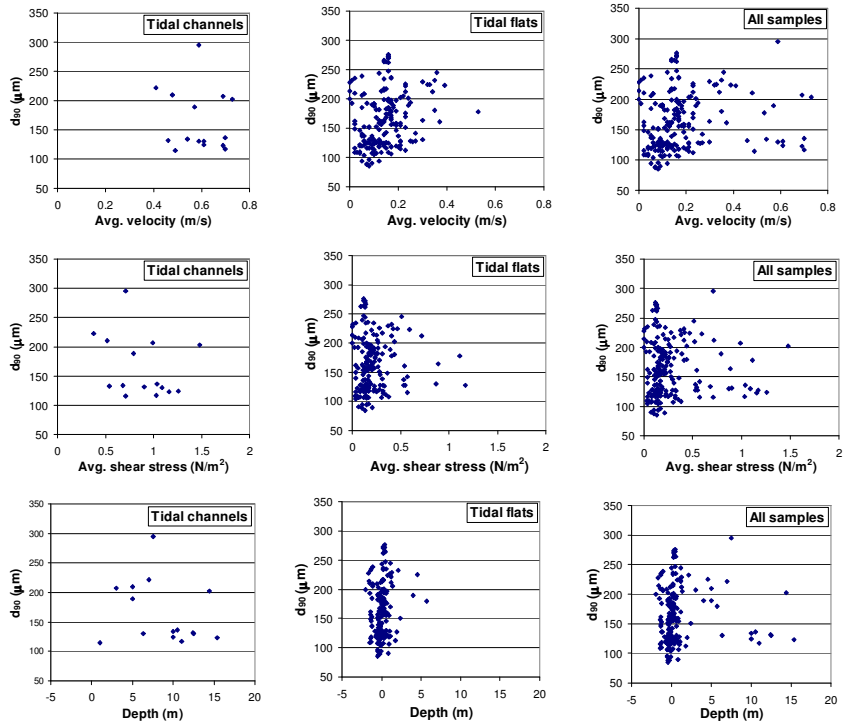 Tidal channels
350
300
250
200
150
100
50
d90 (μm)
0 0.2 0.4 0.6 0.8
Avg. velocity (m/s)
Tidal flats
350
300
250
200
150
100
50
d90 (μm)
0 0.2 0.4 0.6 0.8
Avg. velocity (m/s)
All samples
350
300
250
200
150
100
50
d90 (μm)
0 0.2 0.4 0.6 0.8
Avg. velocity (m/s)
Tidal channels
350
300
250
200
150
100
50
d90 (μm)
0 0.5 1 1.5 2
Avg. shear stress (N/m²)
Tidal flats
350
300
250
200
150
100
50
d90 (μm)
0 0.5 1 1.5 2
Avg. shear stress (N/m²)
All samples
350
300
250
200
150
100
50
d90 (μm)
0 0.5 1 1.5 2
Avg. shear stress (N/m²)
Tidal channels
350
300
250
200
150
100
50
d90 (μm)
-5 0 5 10 15 20
Depth (m)
Tidal flats
350
300
250
200
150
100
50
d90 (μm)
-5 0 5 10 15 20
Depth (m)
All samples
350
300
250
200
150
100
50
d90 (μm)
-5 0 5 10 15 20
Depth (m)